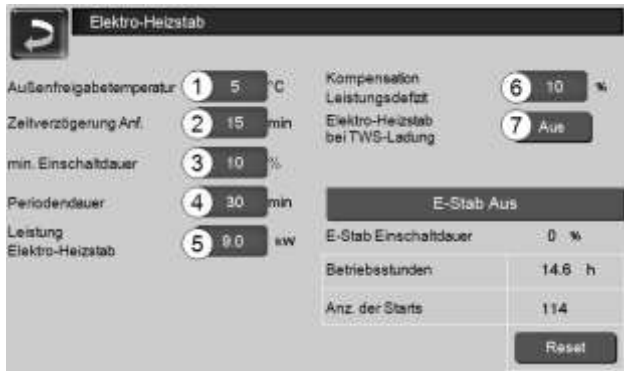 Elektro-Heizstab
Außenfreigabetemperatur 1 5 °C
Zeitverzögerung Anf. 2 15 min
min. Einschaltdauer 3 10 %
Periodendauer 4 30 min
Leistung
Elektro-Heizstab 5 9.0 kW
Kompensation
Leistungsdefizit 6 10 %
Elektro-Heizstab
bei TWS-Ladung 7 Aus
E-Stab Aus
E-Stab Einschaltdauer 0 %
Betriebsstunden 14.6 h
Anz. der Starts 114
Reset